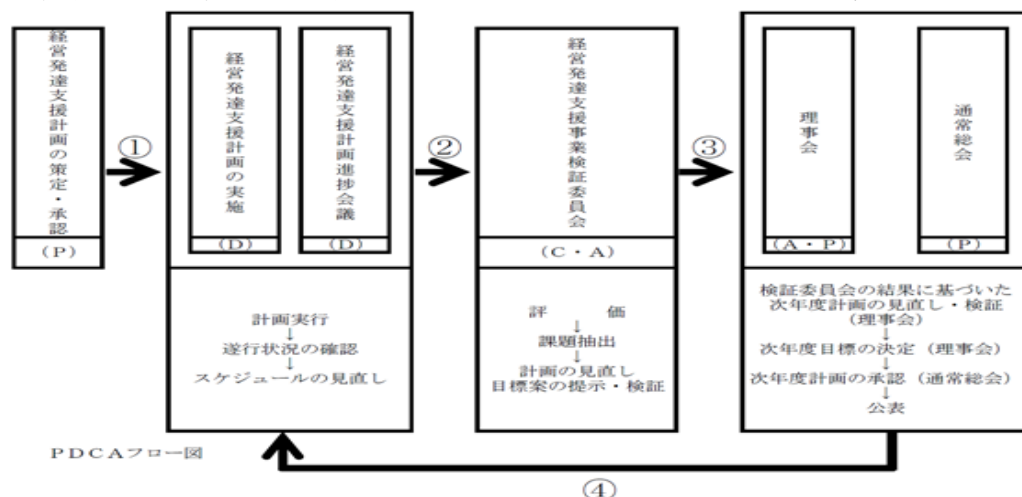 経営発達支援計画の策定・承認
(P)
①
経営発達支援計画の実施
(D)
経営発達支援計画進捗会議
(D)
計画実行
↓
遂行状況の確認
↓
スケジュールの見直し
②
経営発達支援事業検証委員会
(C・A)
評　　価
↓
課題抽出
↓
計画の見直し
目標案の提示・検証
③
理事会
(A・P)
通常総会
(P)
検証委員会の結果に基づいた
次年度計画の見直し・検証
(理事会)
↓
次年度目標の決定(理事会)
↓
次年度計画の承認(通常総会)
↓
公表
PDCAフロー図
④